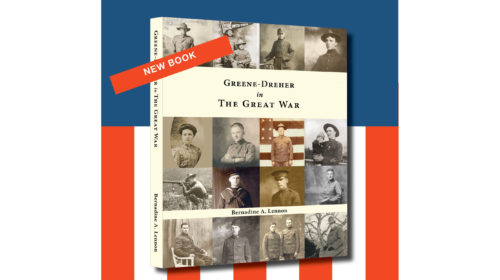 NEW BOOK
GREENE-DREHER
in
THE GREAT WAR
Bernadine A. Lennon
GREENE-DREHER in THE GREAT WAR
Bernadine A. Lennon